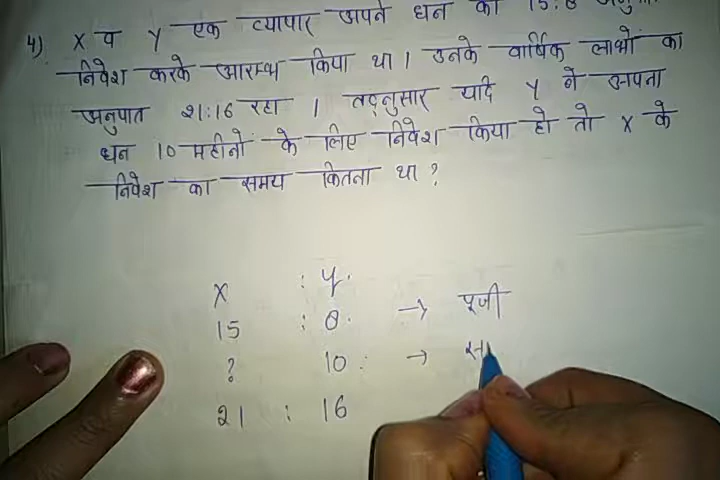 4) X व Y एक व्यापार अपने धन का 15:8
निवेश करके आरम्भ किया था। उनके वार्षिक लाभों का
अनुपात 21:16 रहा । तद्नुसार यदि Y ने अपना
धन 10 महीनों के लिए निवेश किया हो तो X के
निवेश का समय कितना था ?
X : Y.
15 : 8. → पूजी
? 10 : →
21 : 16